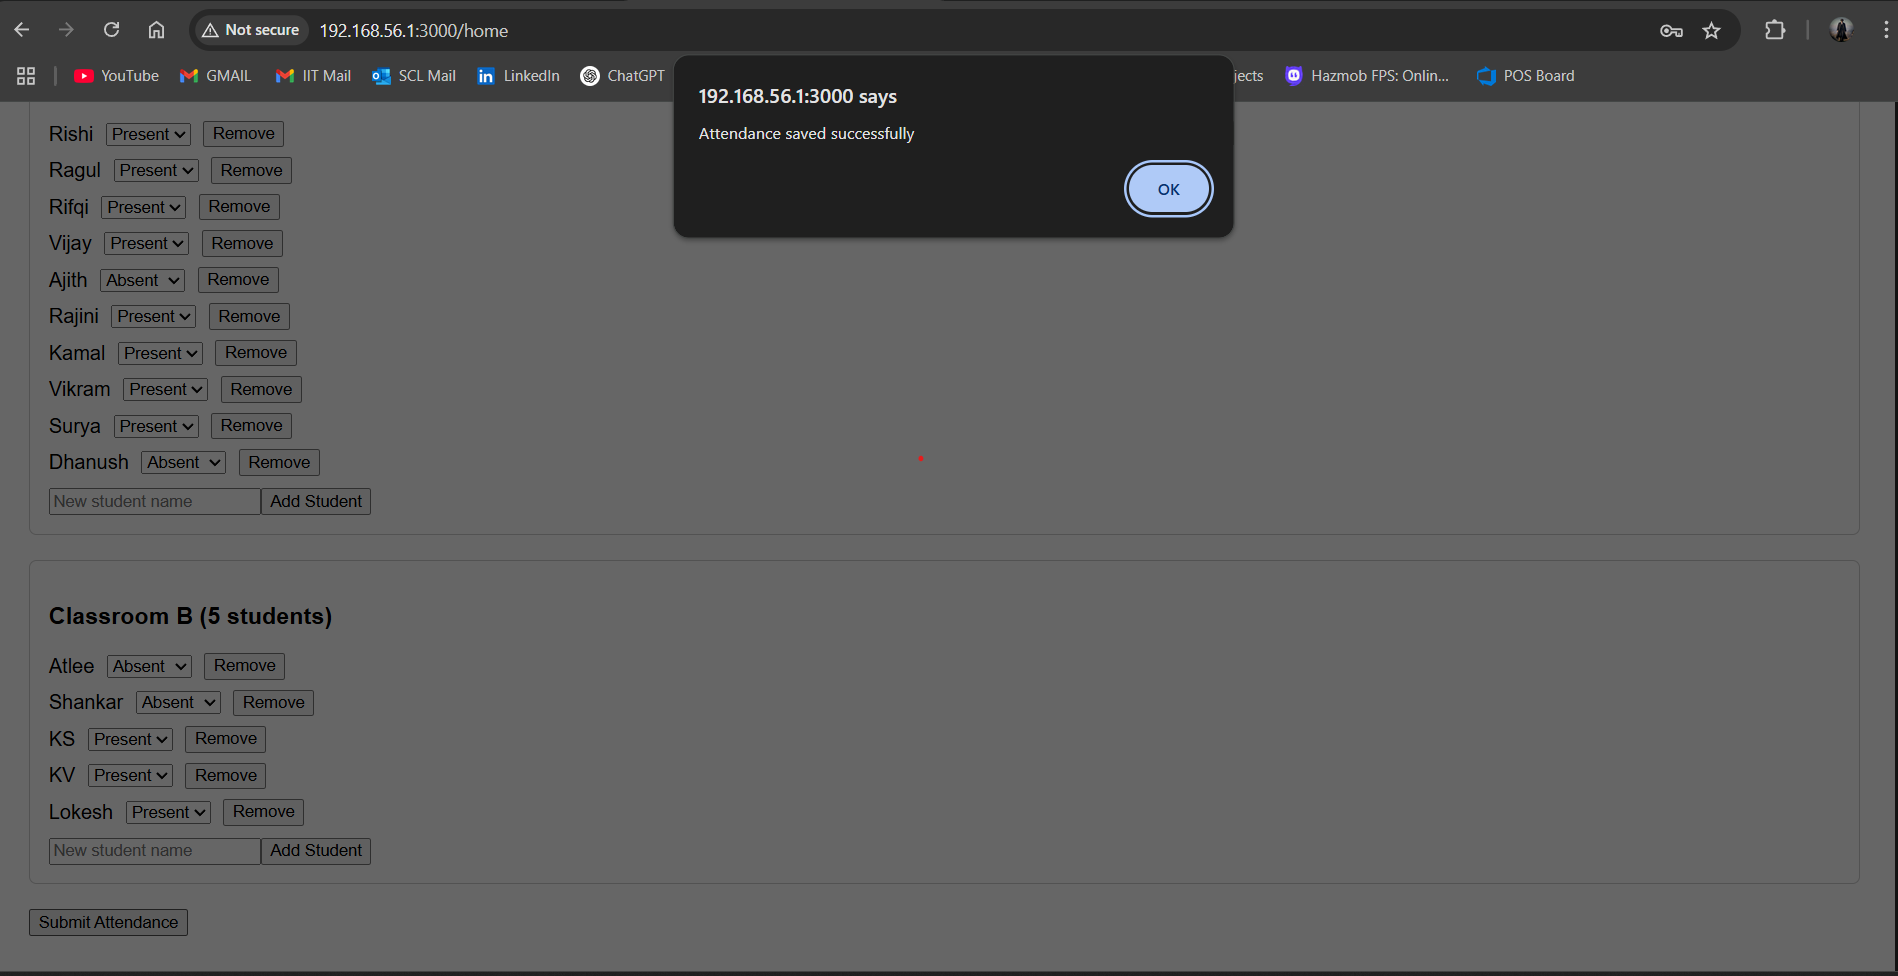 Not secure 192.168.56.1:3000/home
YouTube GMAIL IIT Mail SCL Mail LinkedIn ChatGPT jects Hazmob FPS: Onlin... POS Board
192.168.56.1:3000 says
Attendance saved successfully
OK
Rishi Present Remove
Ragul Present Remove
Rifqi Present Remove
Vijay Present Remove
Ajith Absent Remove
Rajini Present Remove
Kamal Present Remove
Vikram Present Remove
Surya Present Remove
Dhanush Absent Remove
New student name Add Student
Classroom B (5 students)
Atlee Absent Remove
Shankar Absent Remove
KS Present Remove
KV Present Remove
Lokesh Present Remove
New student name Add Student
Submit Attendance